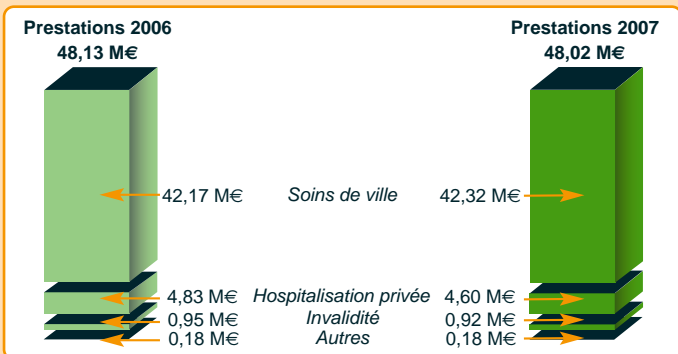 Prestations 2006
48,13 M€
Prestations 2007
48,02 M€
42,17 M€ Soins de ville 42,32 M€
4,83 M€ Hospitalisation privée 4,60 M€
0,95 M€ Invalidité 0,92 M€
0,18 M€ Autres 0,18 M€